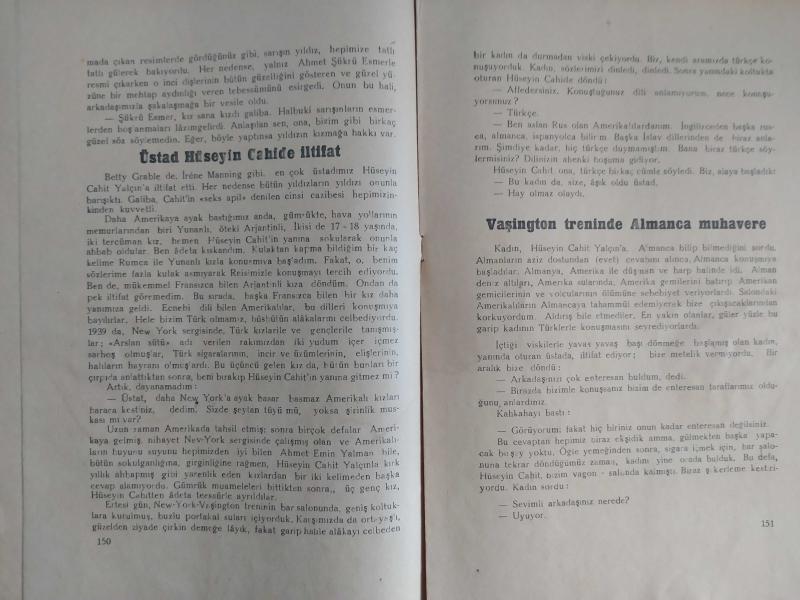 mada çıkan resimlerde gördüğünüz gibi, sarışın yıldız, hepimize tatlı
tatlı gülerek bakıyordu. Her nedense, yalnız Ahmet Şükrü Esmerle
resmi çıkarken o inci dişlerinin bütün güzelliğini gösteren ve güzel yü-
züne bir mehtap aydınlığı veren tebessümünü esirgedi. Onun bu hali,
arkadaşımızla şakalaşmağa bir vesile oldu.
— Şükrü Esmer, kız sana kızdı galiba. Halbuki sarışınların esmer-
lerden hoşlanmaları lâzımgelirdi. Anlaşılan sen, ona, bizim gibi birkaç
güzel söz söylemedin. Eğer, böyle yaptınsa yıldızın kızmağa hakkı var.
Üstad Hüseyin Cahide iltifat
Betty Grable de, İréne Manning gibi, en çok üstadımız Hüseyin
Cahit Yalçın'a iltifat etti. Her nedense bütün yıldızların yıldızı onunla
barışıktı. Galiba, Cahit'in «seks apil» denilen cinsi cazibesi hepimizin-
kinden kuvvetli.
Daha Amerikaya ayak bastığımız anda, gümrükte, hava yollarının
memurlarından biri Yunanlı, öteki Arjantinli, ikisi de 17 - 18 yaşında,
iki tercüman kız, hemen Hüseyin Cahit'in yanına sokularak onunla
ahbab oldular. Ben âdeta kıskandım. Kulaktan kapma bildiğim bir kaç
kelime Rumca ile Yunanlı kızla konuşmıya başladım. Fakat, o, benim
sözlerime fazla kulak asmıyarak Reisimizle konuşmayı tercih ediyordu.
Ben de, mükemmel Fransızca bilen Arjantinli kıza döndüm. Ondan da
pek iltifat göremedim. Bu sırada, başka Fransızca bilen bir kız daha
yanımıza geldi. Ecnebi dili bilen Amerikalılar, bu dilleri konuşmıya
bayılırlar. Hele bizim Türk olmamız, büsbütün alâkalarını celbediyordu.
1939 da, New York sergisinde, Türk kızlarile ve gençlerile tanışmış-
lar; «Arslan sütü» adı verilen rakımızdan iki yudum içer içmez
sarhoş olmuşlar, Türk sigaralarının, incir ve üzümlerinin, elişlerinin,
halıların hayranı olmuşlardı. Bu üçüncü gelen kız da, bütün bunları bir
çırpıda anlattıktan sonra, beni bırakıp Hüseyin Cahit'in yanına gitmez mi?
Artık, dayanamadım:
— Üstat, daha New York'a ayak basar basmaz Amerikalı kızları
haraca kestiniz, dedim. Sizde şeytan tüyü mü, yoksa şirinlik mus-
kası mı var?
Uzun zaman Amerikada tahsil etmiş; sonra birçok defalar Ameri-
kaya gelmiş, nihayet Nev-York sergisinde çalışmış olan ve Amerikalı-
ların huyunu suyunu hepimizden iyi bilen Ahmet Emin Yalman bile,
bütün sokulganlığına, girginliğine rağmen, Hüseyin Cahit Yalçınla kırk
yıllık ahbapmış gibi yarenlik eden kızlardan bir iki kelimeden başka
cevap alamıyordu. Gümrük muameleleri bittikten sonra,, üç genç kız,
Hüseyin Cahitten âdeta teessürle ayrıldılar.
Ertesi gün, New-York-Vaşington treninin bar salonunda, geniş koltuk-
lara kurulmuş, buzlu portakal suları içiyorduk. Karşımızda da orta yaşlı,
güzelden ziyade çirkin demeğe lâyık, fakat garip halile alâkayı celbeden
150
bir kadın da durmadan viski çekiyordu. Biz, kendi aramızda türkçe ko-
nuşuyorduk. Kadın, sözlerimizi dinledi, dinledi. Sonra yanındaki koltukta
oturan Hüseyin Cahide döndü:
— Affedersiniz. Konuştuğunuz dili anlamıyorum, nece konuşu-
yorsunuz?
— Türkçe.
— Ben aslan Rus olan Amerikalılardanım. İngilizceden başka rus-
ca, almanca, ispanyolca bilirim. Başka İslav dillerinden de biraz anla-
rım. Şimdiye kadar, hiç türkçe duymamıştım. Bana biraz türkçe söy-
lermisiniz? Dilinizin ahenki hoşuma gidiyor.
Hüseyin Cahit, ona, türkçe birkaç cümle söyledi. Biz, alaya başladık:
— Bu kadın da, size, âşık oldu üstad.
— Hay olmaz olaydı.
Vaşington treninde Almanca muhavere
Kadın, Hüseyin Cahit Yalçın'a, Almanca bilip bilmediğini sordu.
Almanların aziz dostundan (evet) cevabını alınca, Almanca konuşmıya
başladılar. Almanya, Amerika ile düşman ve harp halinde idi. Alman
deniz altıları, Amerika sularında, Amerika gemilerini batırıp Amerikan
gemicilerinin ve yolcularının ölümüne sebebiyet veriyorlardı. Salondaki
Amerikalıların Almancaya tahammül edemiyerek bize çıkışacaklarından
korkuyordum. Aldırış bile etmediler. En yakın olanlar, güler yüzle bu
garip kadının Türklerle konuşmasını seyrediyorlardı.
İçtiği viskilerle yavaş yavaş başı dönmeğe başlamış olan kadın,
yanında oturan üstada, iltifat ediyor; bize metelik vermiyordu. Bir
aralık bize döndü:
— Arkadaşınızı çok enteresan buldum, dedi.
— Birazda bizimle konuşsanız bizim de enteresan taraflarımız oldu-
ğunu, anlardınız.
Kahkahayı bastı:
— Görüyorum; fakat hiç biriniz onun kadar enteresan değilsiniz.
Bu cevaptan hepimiz biraz ekşidik amma, gülmekten başka yapa-
cak bir şey yoktu. Öğle yemeğinden sonra, sigara içmek için, bar salo-
nuna tekrar döndüğümüz zaman, kadını yine orada bulduk. Bu defa,
Hüseyin Cahit, bizim vagon - salonda kalmıştı. Biraz şekerleme kestiri-
yordu. Kadın sordu:
— Sevimli arkadaşınız nerede?
— Uyuyor.
151